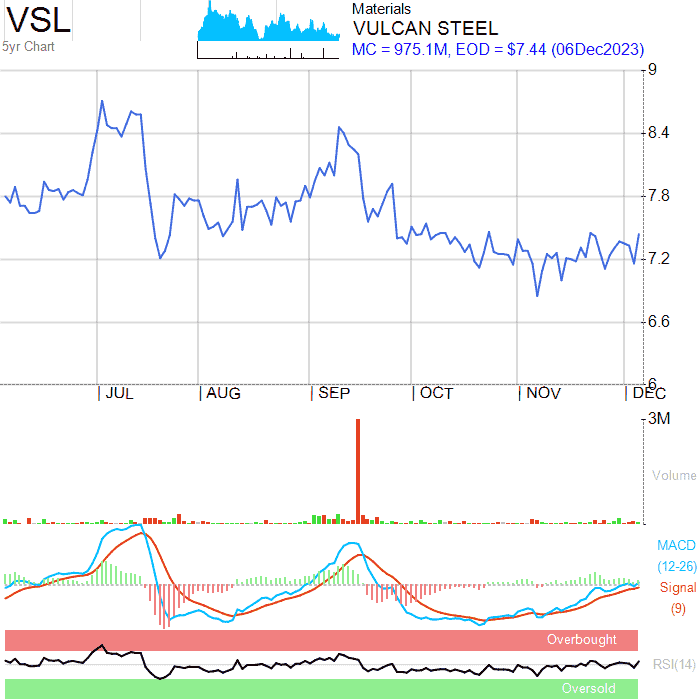 VSL
5yr Chart
Materials
VULCAN STEEL
MC = 975.1M, EOD = $7.44 (06Dec2023)
9
8.4
7.8
7.2
6.6
6
JUL AUG SEP OCT NOV DEC
3M
Volume
MACD
(12-26)
Signal
(9)
Overbought
RSI(14)
Oversold